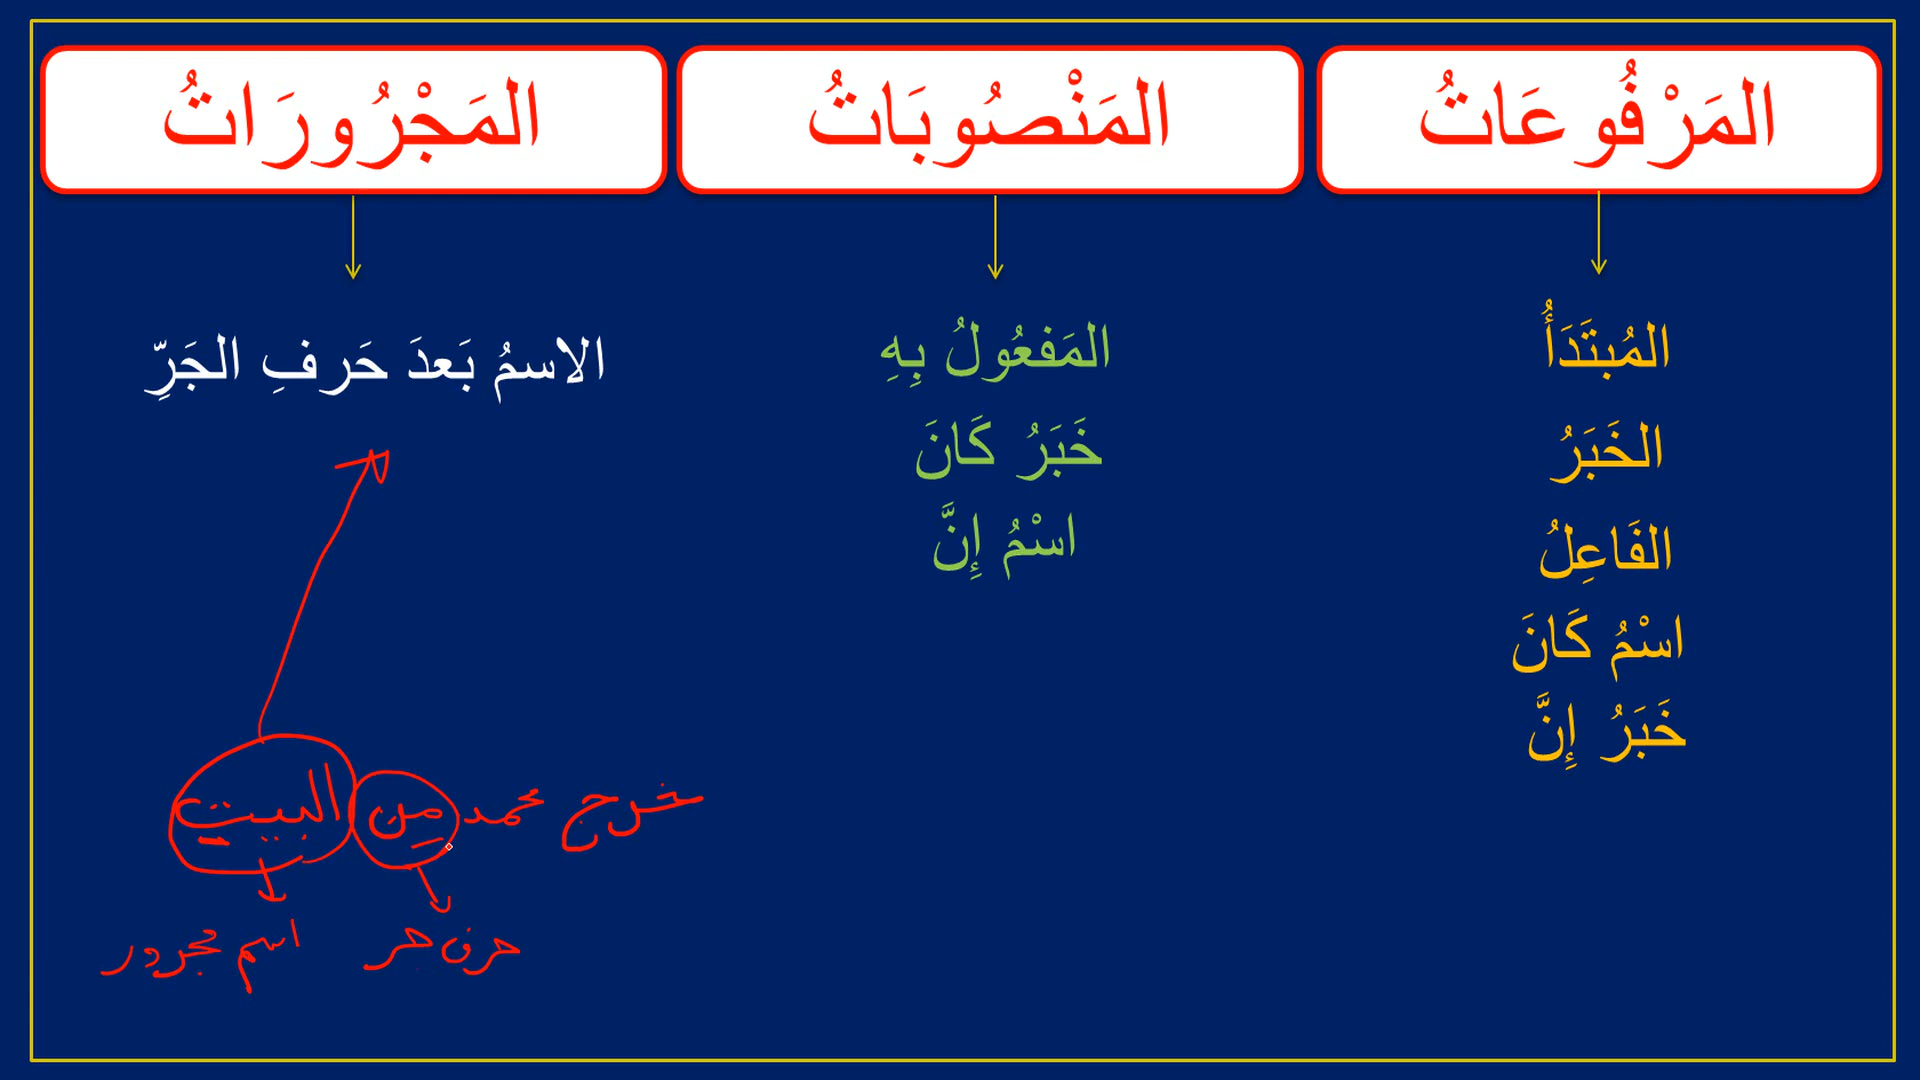 المَرْفُوعَاتُ
المُبتَدَأُ
الخَبَرُ
الفَاعِلُ
اسْمُ كَانَ
خَبَرُ إِنَّ
المَنْصُوبَاتُ
المَفعُولُ بِهِ
خَبَرُ كَانَ
اسْمُ إِنَّ
المَجْرُورَاتُ
الاسمُ بَعدَ حَرفِ الجَرِّ
خرج محمد من البيت
حرف جر
اسم مجرور